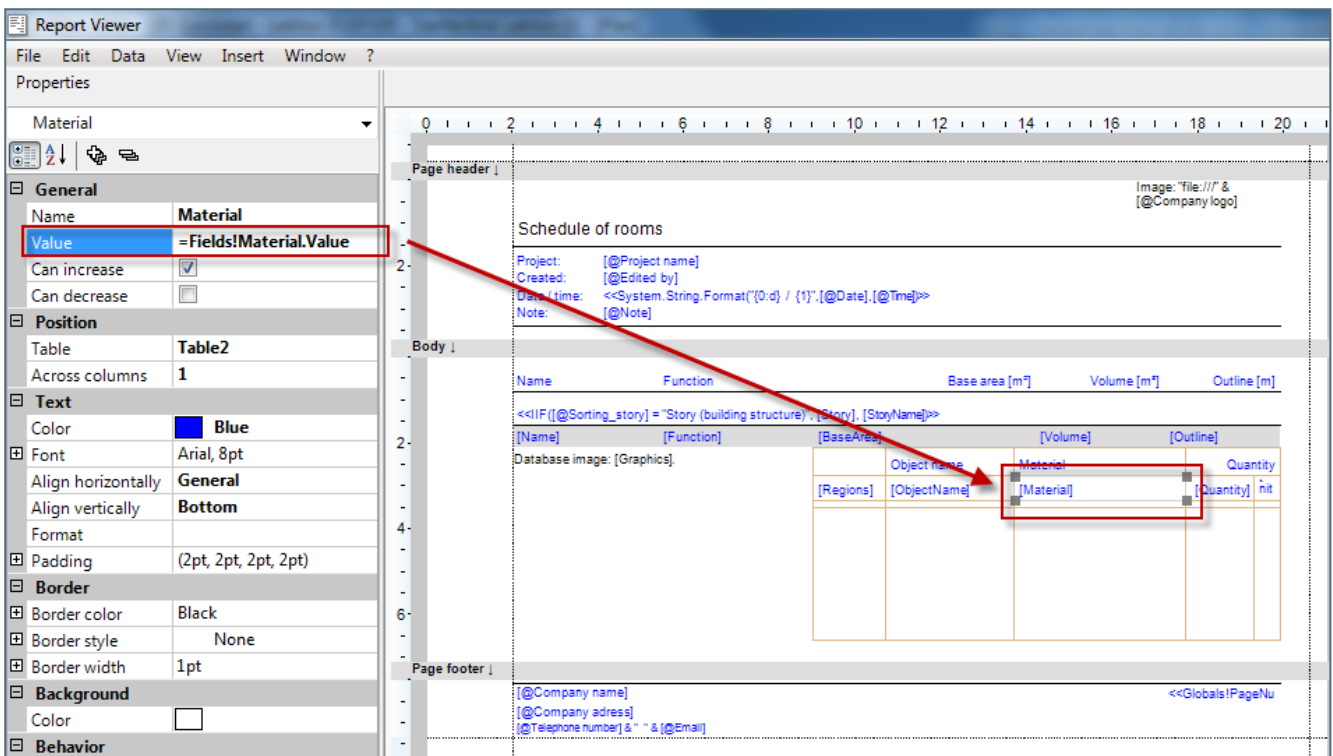 Report Viewer
File Edit Data View Insert Window ?
Properties
Material
General
Name Material
Value =Fields!Material.Value
Can increase
Can decrease
Position
Table Table2
Across columns 1
Text
Color Blue
Font Arial, 8pt
Align horizontally General
Align vertically Bottom
Format
Padding (2pt, 2pt, 2pt, 2pt)
Border
Border color Black
Border style None
Border width 1pt
Background
Color
Behavior
0 2 4 6 8 10 12 14 16 18 20
Page header ↓
Image: "file:///" &
[@Company logo]
Schedule of rooms
2
Project: [@Project name]
Created: [@Edited by]
Date / time: <<System.String.Format("{0:d} / {1}",[@Date],[@Time])>>
Note: [@Note]
Body ↓
Name Function Base area [m²] Volume [m³] Outline [m]
<<IIF([@Sorting_story] = "Story (building structure)", [Story], [StoryName])>>
2
[Name] [Function] [BaseArea] [Volume] [Outline]
Database image: [Graphics].
Object name Material Quantity
[Regions] [ObjectName] [Material] [Quantity] nit
4
6
Page footer ↓
[@Company name] <<Globals!PageNu
[@Company adress]
[@Telephone number] & " " & [@Email]